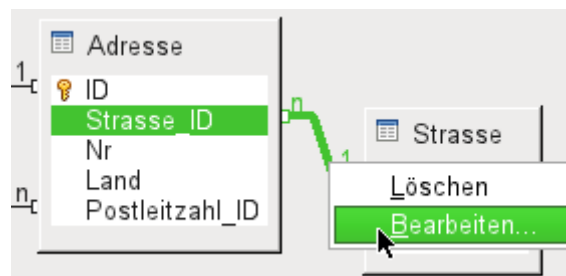 Adresse
1
ID
Strasse_ID
n
Nr
Land
n
Postleitzahl_ID
Strasse
1
Löschen
Bearbeiten...